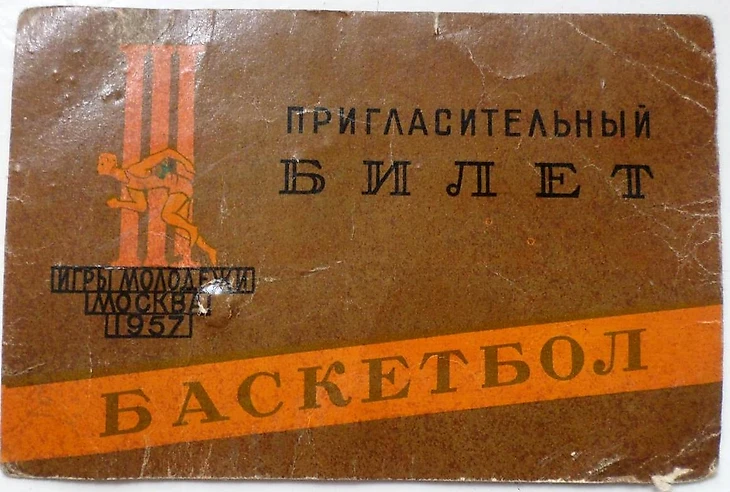 III
ПРИГЛАСИТЕЛЬНЫЙ
БИЛЕТ
ИГРЫ МОЛОДЕЖИ
МОСКВА
1957
БАСКЕТБОЛ